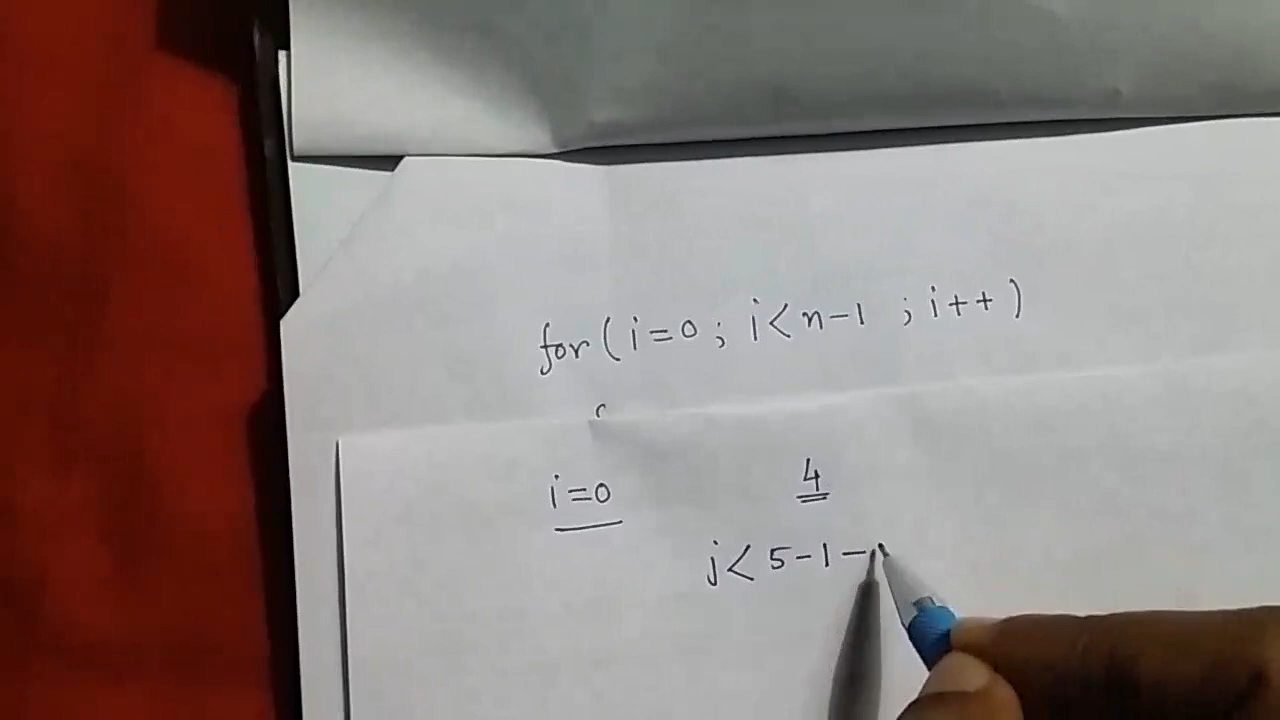 for(i=0; i<n-1 ; i++)
i=0 4
j<5-1-